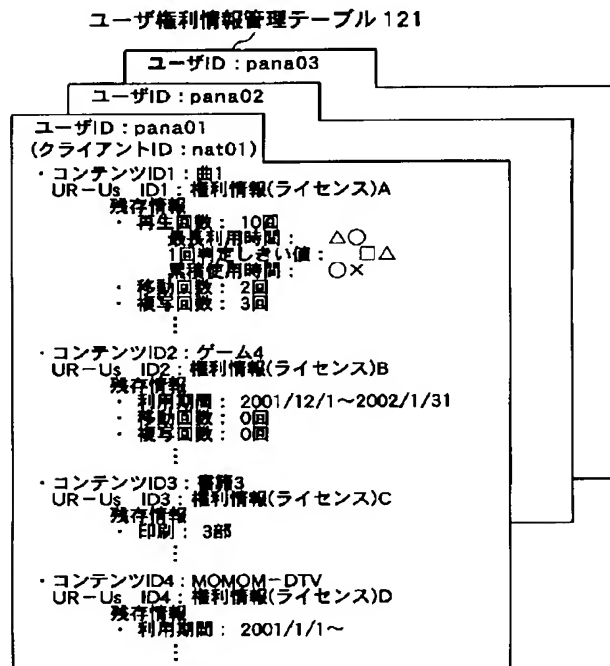 ユーザ権利情報管理テーブル 121
ユーザID：pana03
ユーザID：pana02
ユーザID：pana01
(クライアントID：nat01)
・コンテンツID1：曲1
UR−Us ID1：権利情報(ライセンス)A
残存情報
・再生回数： 10回
最長利用時間： △○
1回判定しきい値： □△
累積使用時間： ○×
・移動回数： 2回
・複写回数： 3回
⋮
・コンテンツID2：ゲーム4
UR−Us ID2：権利情報(ライセンス)B
残存情報
・利用期間： 2001/12/1〜2002/1/31
・移動回数： 0回
・複写回数： 0回
⋮
・コンテンツID3：書籍3
UR−Us ID3：権利情報(ライセンス)C
残存情報
・印刷： 3部
⋮
・コンテンツID4：MOMOM−DTV
UR−Us ID4：権利情報(ライセンス)D
残存情報
・利用期間： 2001/1/1〜
⋮